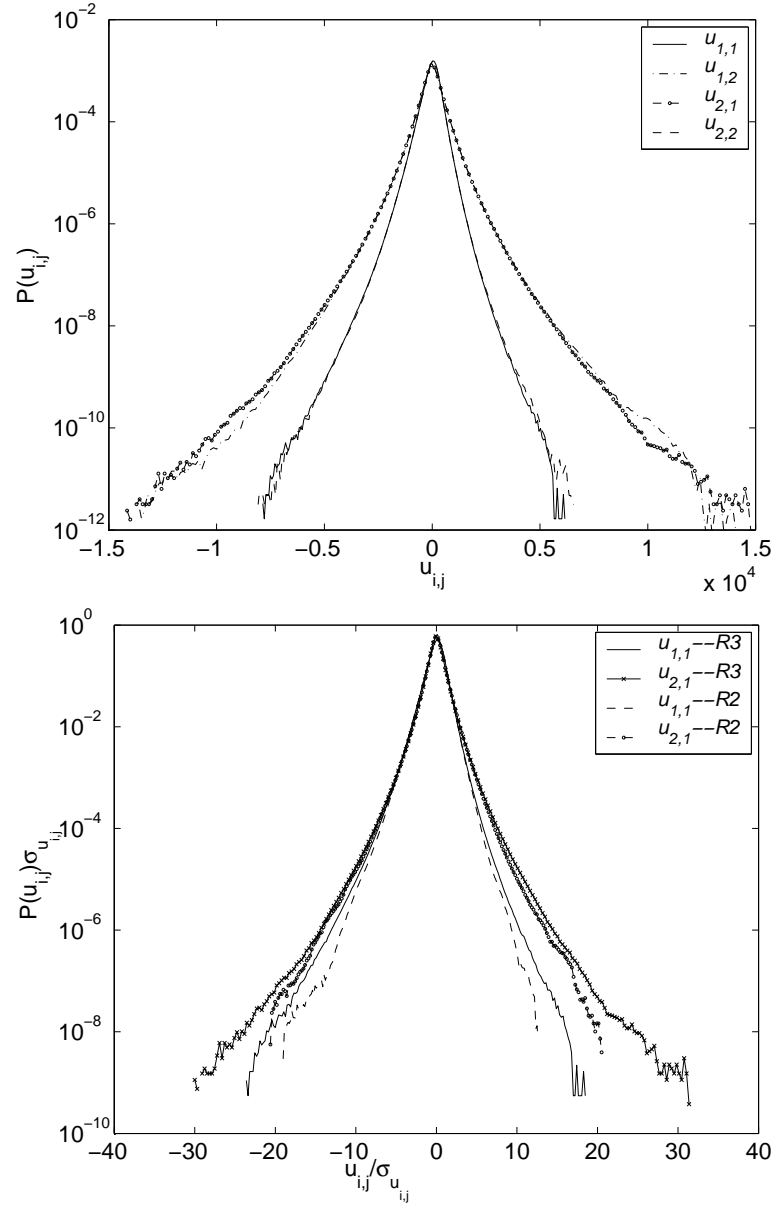 10^−2
10^−4
10^−6
10^−8
10^−10
10^−12
P(u_{i,j})
u_{1,1}
u_{1,2}
u_{2,1}
u_{2,2}
−1.5 −1 −0.5 0 0.5 1 1.5
x 10^4
u_{i,j}
10^0
10^−2
10^−4
10^−6
10^−8
10^−10
P(u_{i,j})σ_{u_{i,j}}
u_{1,1}−−R3
u_{2,1}−−R3
u_{1,1}−−R2
u_{2,1}−−R2
−40 −30 −20 −10 0 10 20 30 40
u_{i,j}/σ_{u_{i,j}}